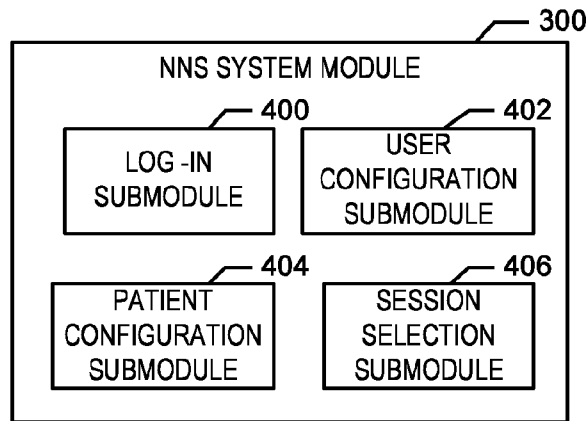 300
NNS SYSTEM MODULE
400
LOG -IN
SUBMODULE
402
USER
CONFIGURATION
SUBMODULE
404
PATIENT
CONFIGURATION
SUBMODULE
406
SESSION
SELECTION
SUBMODULE